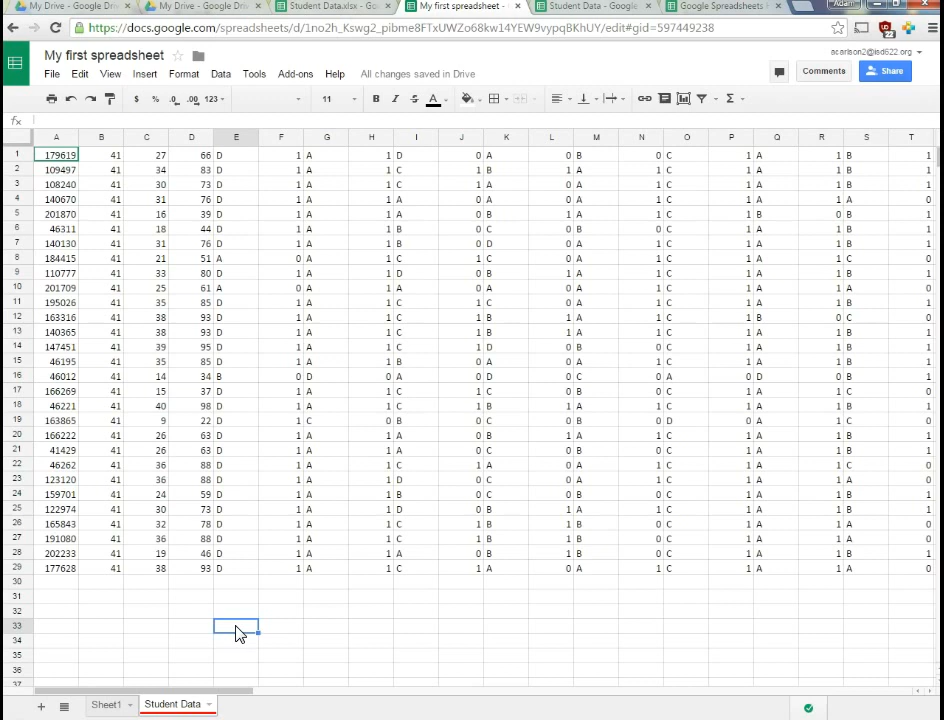 My Drive - Google Driv × My Drive - Google Driv × Student Data.xlsx - Goo × My first spreadsheet - × Student Data - Google × Google Spreadsheets × Adam
https://docs.google.com/spreadsheets/d/1no2h_Kswg2_pibme8FTxUWZo68kw14YEW9vypqBKhUY/edit#gid=597449238 22
My first spreadsheet acarlson2@isd622.org
File Edit View Insert Format Data Tools Add-ons Help All changes saved in Drive Comments Share
$ % .0 .00 123 11 B I S A Σ
fx
A B C D E F G H I J K L M N O P Q R S T
1 179619 41 27 66 D 1 A 1 D 0 A 0 B 0 C 1 A 1 B 1
2 109497 41 34 83 D 1 A 1 C 1 B 1 A 1 C 1 A 1 B 1
3 108240 41 30 73 D 1 A 1 C 1 A 0 A 1 C 1 A 1 B 1
4 140670 41 31 76 D 1 A 1 A 0 A 0 A 1 C 1 A 1 A 0
5 201870 41 16 39 D 1 A 1 A 0 B 1 A 1 C 1 B 0 B 1
6 46311 41 18 44 D 1 A 1 B 0 C 0 B 0 C 1 A 1 B 1
7 140130 41 31 76 D 1 A 1 B 0 D 0 A 1 C 1 A 1 B 1
8 184415 41 21 51 A 0 A 1 C 1 C 0 A 1 C 1 A 1 C 0
9 110777 41 33 80 D 1 A 1 D 0 B 1 A 1 C 1 A 1 B 1
10 201709 41 25 61 A 0 A 1 A 0 A 0 A 1 C 1 A 1 A 0
11 195026 41 35 85 D 1 A 1 C 1 C 0 A 1 C 1 A 1 B 1
12 163316 41 38 93 D 1 A 1 C 1 B 1 A 1 C 1 B 0 C 0
13 140365 41 38 93 D 1 A 1 C 1 B 1 A 1 C 1 A 1 B 1
14 147451 41 39 95 D 1 A 1 C 1 D 0 B 0 C 1 A 1 B 1
15 46195 41 35 85 D 1 A 1 B 0 A 0 A 1 C 1 A 1 B 1
16 46012 41 14 34 B 0 D 0 A 0 D 0 C 0 A 0 D 0 B 1
17 166269 41 15 37 D 1 A 1 C 1 C 0 B 0 C 1 A 1 C 0
18 46221 41 40 98 D 1 A 1 C 1 B 1 A 1 C 1 A 1 B 1
19 163865 41 9 22 D 1 C 0 B 0 C 0 B 0 D 0 A 1 C 0
20 166222 41 26 63 D 1 A 1 A 0 B 1 A 1 C 1 A 1 B 1
21 41429 41 26 63 D 1 A 1 A 0 C 0 B 0 C 1 A 1 B 1
22 46262 41 36 88 D 1 A 1 C 1 A 0 A 1 C 1 A 1 C 0
23 123120 41 36 88 D 1 A 1 D 0 C 0 A 1 C 1 A 1 A 0
24 159701 41 24 59 D 1 A 1 B 0 C 0 B 0 C 1 A 1 B 1
25 122974 41 30 73 D 1 A 1 D 0 B 1 A 1 C 1 A 1 B 1
26 165843 41 32 78 D 1 A 1 C 1 B 1 B 0 C 1 A 1 A 0
27 191080 41 36 88 D 1 A 1 C 1 B 1 B 0 C 1 A 1 A 0
28 202233 41 19 46 D 1 A 1 A 0 B 1 B 0 C 1 A 1 B 1
29 177628 41 38 93 D 1 A 1 C 1 A 0 A 1 C 1 A 1 A 0
30
31
32
33
34
35
36
37
+ Sheet1 Student Data